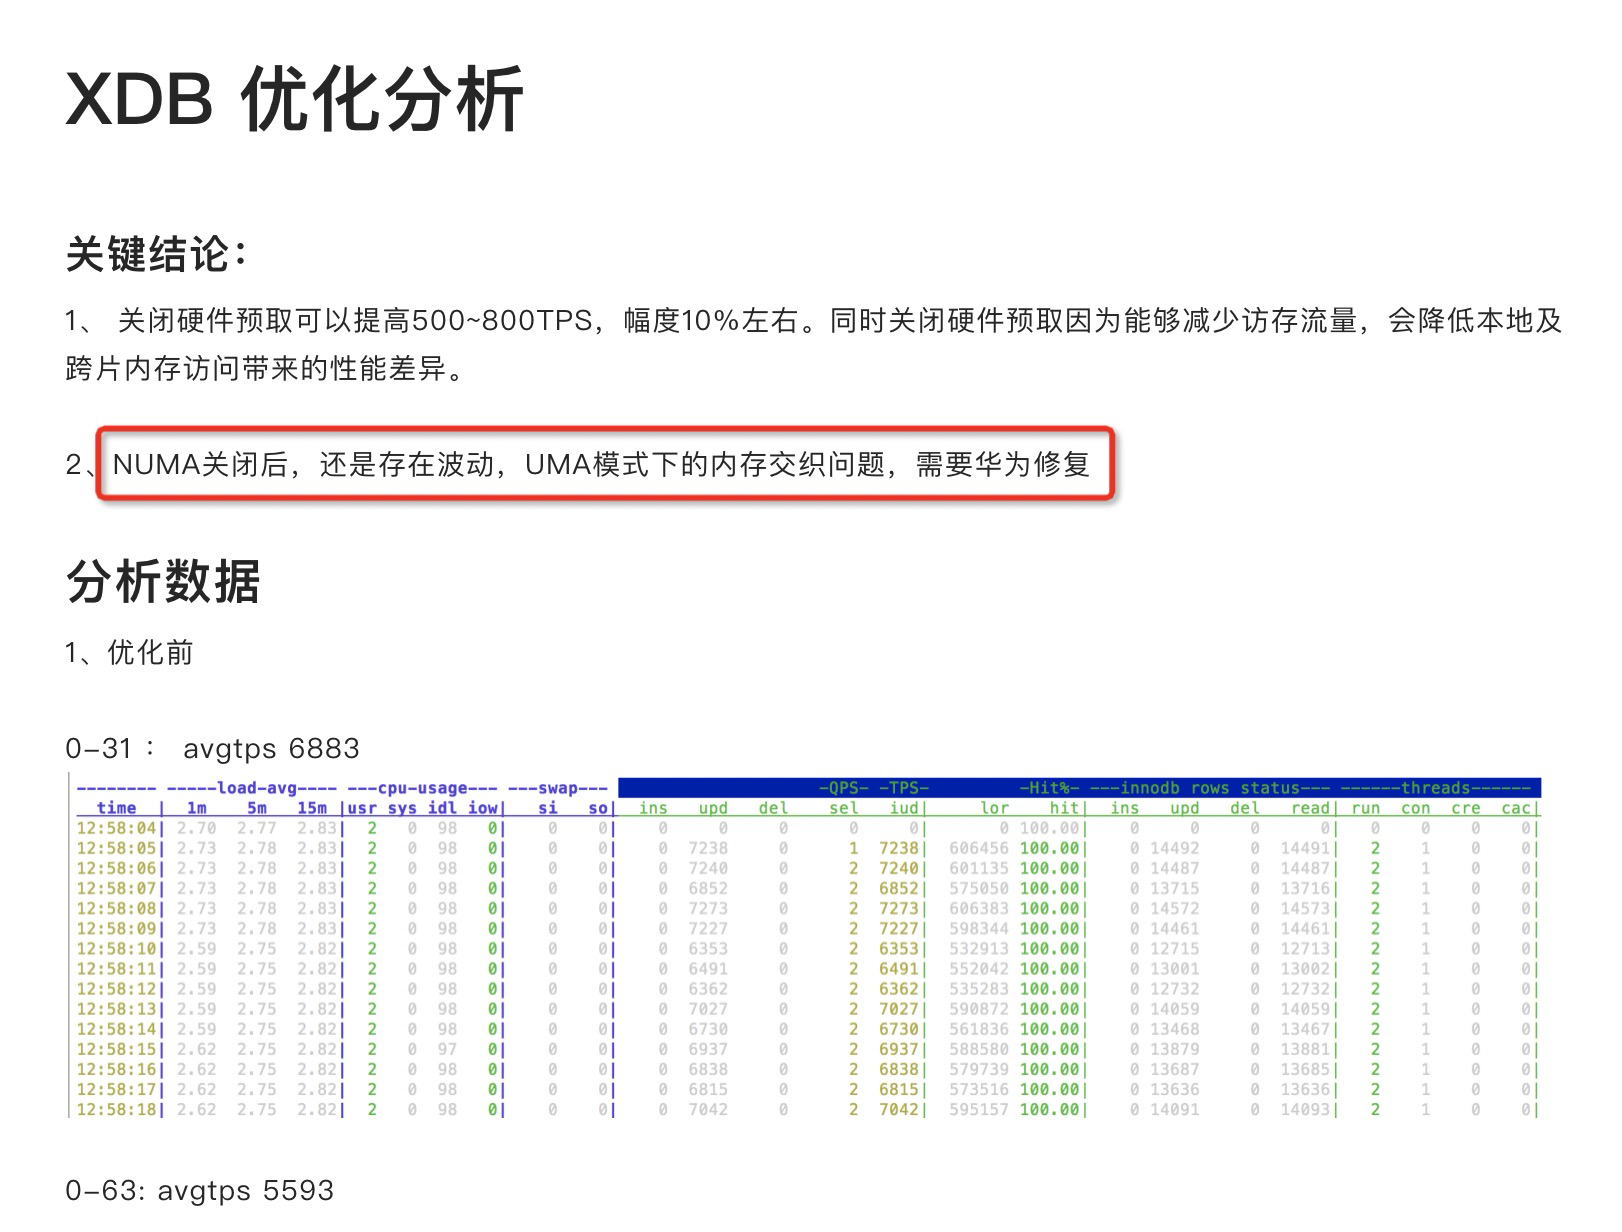 XDB 优化分析
关键结论：
1、 关闭硬件预取可以提高500~800TPS，幅度10%左右。同时关闭硬件预取因为能够减少访存流量，会降低本地及
跨片内存访问带来的性能差异。
2、NUMA关闭后，还是存在波动，UMA模式下的内存交织问题，需要华为修复
分析数据
1、优化前
0-31 ： avgtps 6883
-------- -----load-avg---- ---cpu-usage--- ---swap--- -QPS- -TPS- -Hit%- ---innodb rows status--- ------threads------
time | 1m 5m 15m |usr sys idl iow| si so| ins upd del sel iud| lor hit| ins upd del read| run con cre cac|
12:58:04| 2.70 2.77 2.83| 2 0 98 0| 0 0| 0 0 0 0 0| 0 100.00| 0 0 0 0| 0 0 0 0|
12:58:05| 2.73 2.78 2.83| 2 0 98 0| 0 0| 0 7238 0 1 7238| 606456 100.00| 0 14492 0 14491| 2 1 0 0|
12:58:06| 2.73 2.78 2.83| 2 0 98 0| 0 0| 0 7240 0 2 7240| 601135 100.00| 0 14487 0 14487| 2 1 0 0|
12:58:07| 2.73 2.78 2.83| 2 0 98 0| 0 0| 0 6852 0 2 6852| 575050 100.00| 0 13715 0 13716| 2 1 0 0|
12:58:08| 2.73 2.78 2.83| 2 0 98 0| 0 0| 0 7273 0 2 7273| 606383 100.00| 0 14572 0 14573| 2 1 0 0|
12:58:09| 2.73 2.78 2.83| 2 0 98 0| 0 0| 0 7227 0 2 7227| 598344 100.00| 0 14461 0 14461| 2 1 0 0|
12:58:10| 2.59 2.75 2.82| 2 0 98 0| 0 0| 0 6353 0 2 6353| 532913 100.00| 0 12715 0 12713| 2 1 0 0|
12:58:11| 2.59 2.75 2.82| 2 0 98 0| 0 0| 0 6491 0 2 6491| 552042 100.00| 0 13001 0 13002| 2 1 0 0|
12:58:12| 2.59 2.75 2.82| 2 0 98 0| 0 0| 0 6362 0 2 6362| 535283 100.00| 0 12732 0 12732| 2 1 0 0|
12:58:13| 2.59 2.75 2.82| 2 0 98 0| 0 0| 0 7027 0 2 7027| 590872 100.00| 0 14059 0 14059| 2 1 0 0|
12:58:14| 2.59 2.75 2.82| 2 0 98 0| 0 0| 0 6730 0 2 6730| 561836 100.00| 0 13468 0 13467| 2 1 0 0|
12:58:15| 2.62 2.75 2.82| 2 0 97 0| 0 0| 0 6937 0 2 6937| 588580 100.00| 0 13879 0 13881| 2 1 0 0|
12:58:16| 2.62 2.75 2.82| 2 0 98 0| 0 0| 0 6838 0 2 6838| 579739 100.00| 0 13687 0 13685| 2 1 0 0|
12:58:17| 2.62 2.75 2.82| 2 0 98 0| 0 0| 0 6815 0 2 6815| 573516 100.00| 0 13636 0 13636| 2 1 0 0|
12:58:18| 2.62 2.75 2.82| 2 0 98 0| 0 0| 0 7042 0 2 7042| 595157 100.00| 0 14091 0 14093| 2 1 0 0|
0-63: avgtps 5593